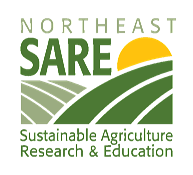 NORTHEAST
SARE
Sustainable Agriculture
Research & Education